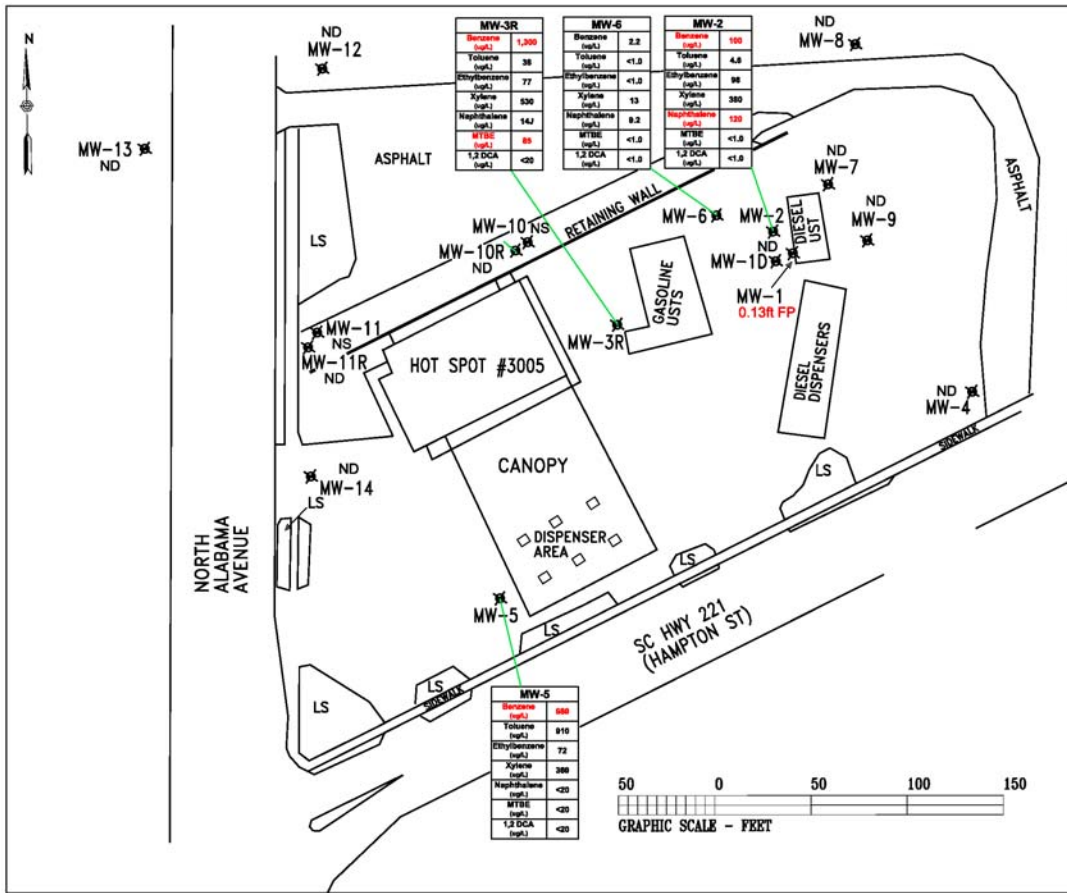 N
ND
MW-12
MW-13
ND
MW-3R
Benzene (ug/L) 1,300
Toluene (ug/L) 38
Ethylbenzene (ug/L) 77
Xylene (ug/L) 530
Naphthalene (ug/L) 14J
MTBE (ug/L) 85
1,2 DCA (ug/L) <20
MW-6
Benzene (ug/L) 2.2
Toluene (ug/L) <1.0
Ethylbenzene (ug/L) <1.0
Xylene (ug/L) 13
Naphthalene (ug/L) 9.2
MTBE (ug/L) <1.0
1,2 DCA (ug/L) <1.0
MW-2
Benzene (ug/L) 100
Toluene (ug/L)
Ethylbenzene (ug/L) 98
Xylene (ug/L) 380
Naphthalene (ug/L) 120
MTBE (ug/L) <1.0
1,2 DCA (ug/L) <1.0
ND
MW-8
ASPHALT
ASPHALT
LS
RETAINING WALL
MW-10
NS
MW-10R
ND
MW-6
MW-2
ND
MW-1D
ND
MW-7
ND
MW-9
DIESEL
UST
MW-1
0.13ft FP
GASOLINE
USTS
MW-3R
MW-11
NS
MW-11R
ND
HOT SPOT #3005
DIESEL
DISPENSERS
ND
MW-4
SIDEWALK
ND
MW-14
LS
CANOPY
DISPENSER
AREA
LS
LS
NORTH
ALABAMA
AVENUE
MW-5
LS
SC HWY 221
(HAMPTON ST)
LS
SIDEWALK
LS
MW-5
Benzene (ug/L)
Toluene (ug/L) 910
Ethylbenzene (ug/L) 72
Xylene (ug/L)
Naphthalene (ug/L) <20
MTBE (ug/L) <20
1,2 DCA (ug/L) <20
50 0 50 100 150
GRAPHIC SCALE - FEET